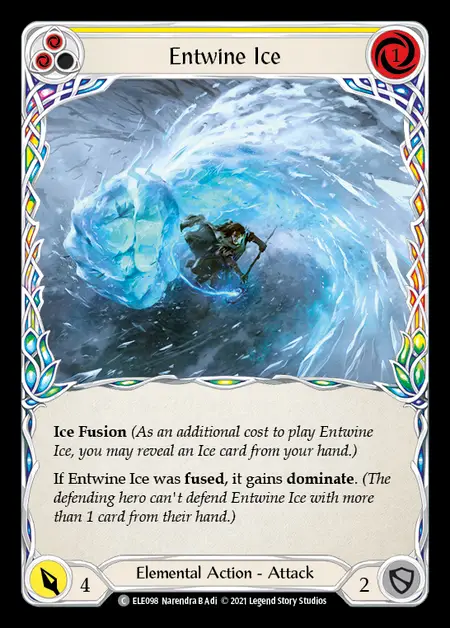 Entwine Ice
1
Ice Fusion (As an additional cost to play Entwine
Ice, you may reveal an Ice card from your hand.)
If Entwine Ice was fused, it gains dominate. (The
defending hero can't defend Entwine Ice with more
than 1 card from their hand.)
4
Elemental Action - Attack
2
C ELE098 Narendra B Adi © 2021 Legend Story Studios